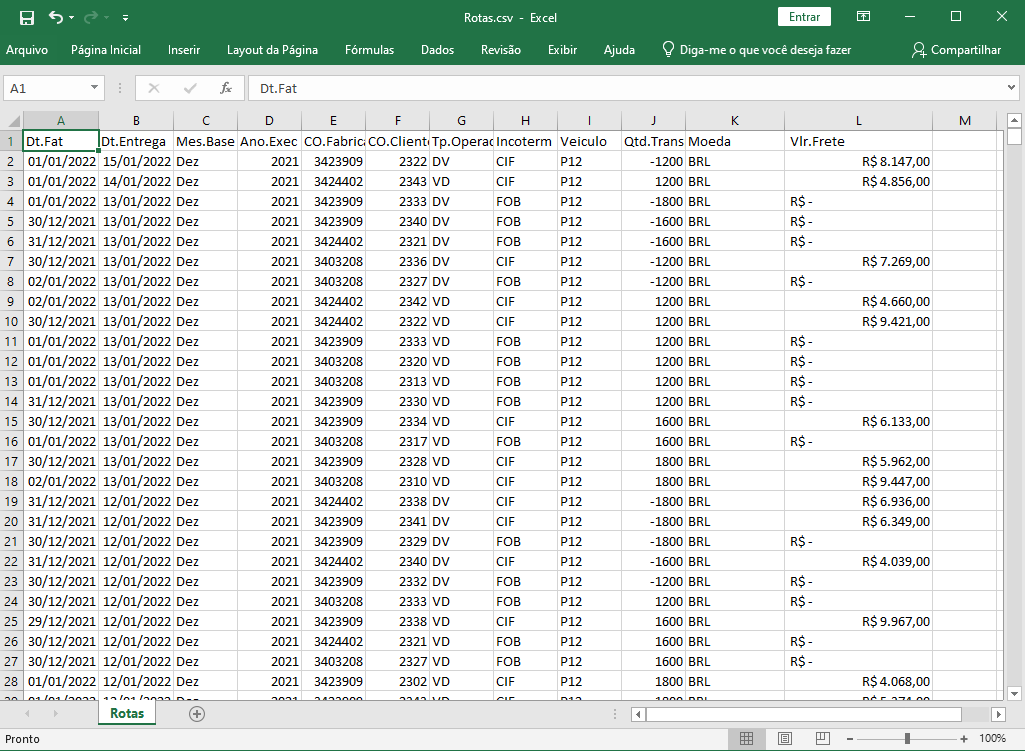 Rotas.csv - Excel
Entrar
Arquivo Página Inicial Inserir Layout da Página Fórmulas Dados Revisão Exibir Ajuda Diga-me o que você deseja fazer Compartilhar
A1 fx Dt.Fat
A B C D E F G H I J K L M
1 Dt.Fat Dt.Entrega Mes.Base Ano.Exec CO.Fabrica CO.Cliente Tp.Operac Incoterm Veiculo Qtd.Trans Moeda Vlr.Frete
2 01/01/2022 15/01/2022 Dez 2021 3423909 2322 DV CIF P12 -1200 BRL R$ 8.147,00
3 01/01/2022 14/01/2022 Dez 2021 3424402 2343 VD CIF P12 1200 BRL R$ 4.856,00
4 01/01/2022 13/01/2022 Dez 2021 3423909 2333 DV FOB P12 -1800 BRL R$ -
5 30/12/2021 13/01/2022 Dez 2021 3423909 2340 DV FOB P12 -1600 BRL R$ -
6 31/12/2021 13/01/2022 Dez 2021 3424402 2321 DV FOB P12 -1600 BRL R$ -
7 30/12/2021 13/01/2022 Dez 2021 3403208 2336 DV CIF P12 -1200 BRL R$ 7.269,00
8 02/01/2022 13/01/2022 Dez 2021 3403208 2327 DV FOB P12 -1200 BRL R$ -
9 02/01/2022 13/01/2022 Dez 2021 3424402 2342 VD CIF P12 1200 BRL R$ 4.660,00
10 30/12/2021 13/01/2022 Dez 2021 3424402 2322 VD CIF P12 1200 BRL R$ 9.421,00
11 01/01/2022 13/01/2022 Dez 2021 3423909 2333 VD FOB P12 1200 BRL R$ -
12 01/01/2022 13/01/2022 Dez 2021 3403208 2320 VD FOB P12 1200 BRL R$ -
13 01/01/2022 13/01/2022 Dez 2021 3403208 2313 VD FOB P12 1200 BRL R$ -
14 31/12/2021 13/01/2022 Dez 2021 3423909 2330 VD FOB P12 1200 BRL R$ -
15 30/12/2021 13/01/2022 Dez 2021 3423909 2334 VD CIF P12 1600 BRL R$ 6.133,00
16 01/01/2022 13/01/2022 Dez 2021 3403208 2317 VD FOB P12 1600 BRL R$ -
17 30/12/2021 13/01/2022 Dez 2021 3423909 2328 VD CIF P12 1800 BRL R$ 5.962,00
18 02/01/2022 13/01/2022 Dez 2021 3403208 2310 VD CIF P12 1800 BRL R$ 9.447,00
19 31/12/2021 12/01/2022 Dez 2021 3424402 2338 DV CIF P12 -1800 BRL R$ 6.936,00
20 31/12/2021 12/01/2022 Dez 2021 3423909 2341 DV CIF P12 -1800 BRL R$ 6.349,00
21 30/12/2021 12/01/2022 Dez 2021 3423909 2329 DV FOB P12 -1800 BRL R$ -
22 31/12/2021 12/01/2022 Dez 2021 3424402 2340 DV CIF P12 -1600 BRL R$ 4.039,00
23 30/12/2021 12/01/2022 Dez 2021 3423909 2332 DV FOB P12 -1200 BRL R$ -
24 30/12/2021 12/01/2022 Dez 2021 3403208 2333 VD FOB P12 1200 BRL R$ -
25 29/12/2021 12/01/2022 Dez 2021 3423909 2338 VD CIF P12 1600 BRL R$ 9.967,00
26 30/12/2021 12/01/2022 Dez 2021 3424402 2321 VD FOB P12 1600 BRL R$ -
27 30/12/2021 12/01/2022 Dez 2021 3403208 2327 VD FOB P12 1600 BRL R$ -
28 01/01/2022 12/01/2022 Dez 2021 3423909 2302 VD CIF P12 1800 BRL R$ 4.068,00
Rotas
Pronto 100%